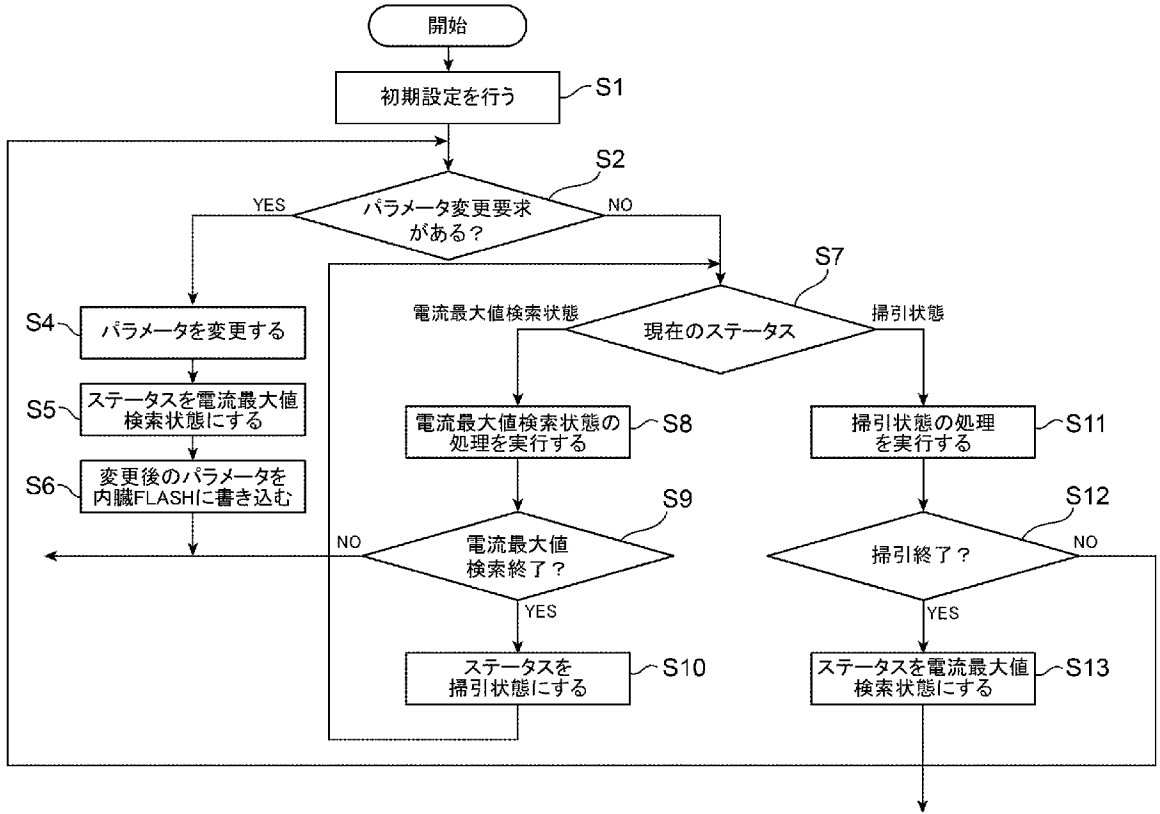 開始
初期設定を行う
S1
S2
YES
パラメータ変更要求
がある？
NO
S7
電流最大値検索状態
現在のステータス
掃引状態
S4
パラメータを変更する
S5
ステータスを電流最大値
検索状態にする
S6
変更後のパラメータを
内臓FLASHに書き込む
電流最大値検索状態の
処理を実行する
S8
掃引状態の処理
を実行する
S11
S9
NO
電流最大値
検索終了？
YES
S12
掃引終了？
NO
YES
ステータスを
掃引状態にする
S10
ステータスを電流最大値
検索状態にする
S13